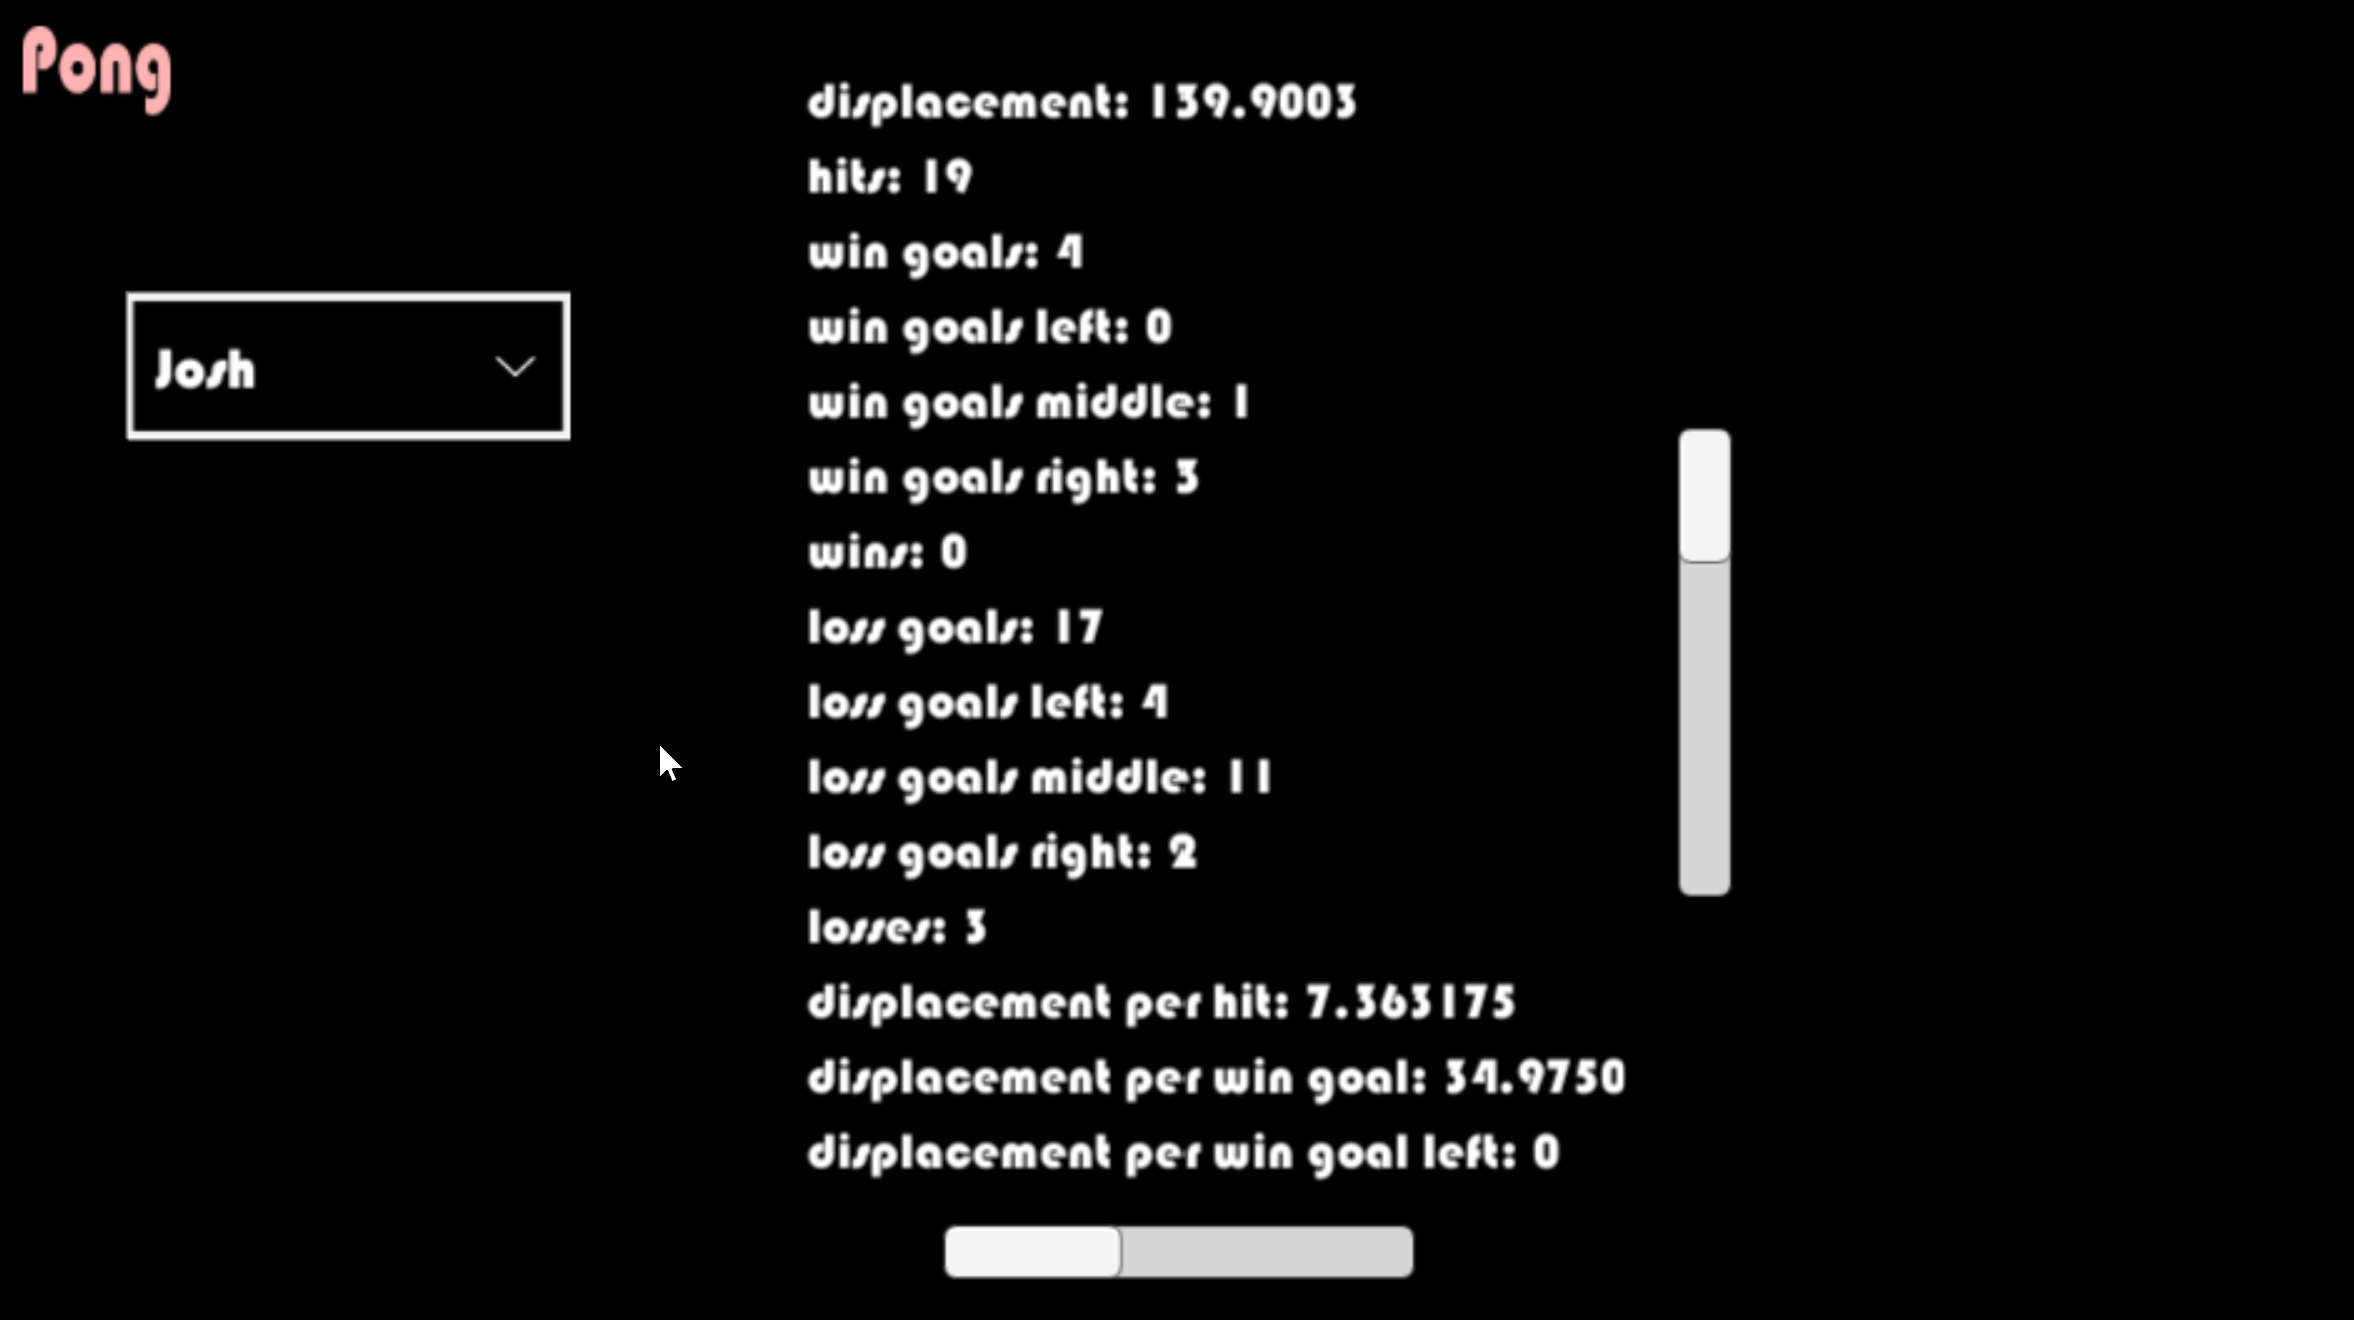 Pong
Josh
displacement: 139.9003
hits: 19
win goals: 4
win goals left: 0
win goals middle: 1
win goals right: 3
wins: 0
loss goals: 17
loss goals left: 4
loss goals middle: 11
loss goals right: 2
losses: 3
displacement per hit: 7.363175
displacement per win goal: 34.9750
displacement per win goal left: 0